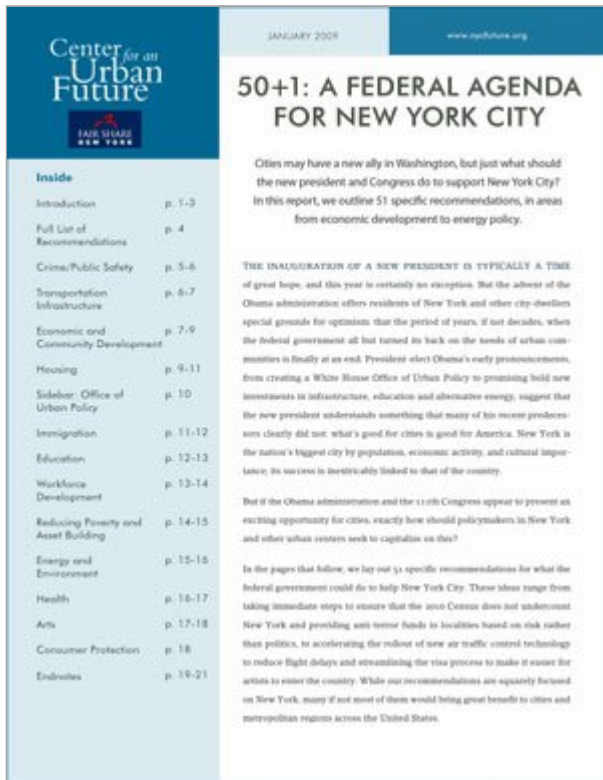 Center for an
Urban
Future
FAIR SHARE
NEW YORK
Inside
Introduction p. 1-3
Full List of p. 4
Recommendations
Crime/Public Safety p. 5-6
Transportation p. 6-7
Infrastructure
Economic and p. 7-9
Community Development
Housing p. 9-11
Sidebar: Office of p. 10
Urban Policy
Immigration p. 11-12
Education p. 12-13
Workforce p. 13-14
Development
Reducing Poverty and p. 14-15
Asset Building
Energy and p. 15-16
Environment
Health p. 16-17
Arts p. 17-18
Consumer Protection p. 18
Endnotes p. 19-21
JANUARY 2009
www.nycfuture.org
50+1: A FEDERAL AGENDA
FOR NEW YORK CITY
Cities may have a new ally in Washington, but just what should
the new president and Congress do to support New York City?
In this report, we outline 51 specific recommendations, in areas
from economic development to energy policy.
THE INAUGURATION OF A NEW PRESIDENT IS TYPICALLY A TIME
of great hope, and this year is certainly no exception. But the advent of the
Obama administration offers residents of New York and other city-dwellers
special grounds for optimism: that the period of years, if not decades, when
the federal government all but turned its back on the needs of urban com-
munities is finally at an end. President-elect Obama's early pronouncements,
from creating a White House Office of Urban Policy to promising bold new
investments in infrastructure, education and alternative energy, suggest that
the new president understands something that many of his recent predeces-
sors clearly did not: what's good for cities is good for America. New York is
the nation's biggest city by population, economic activity, and cultural impor-
tance; its success is inextricably linked to that of the country.
But if the Obama administration and the 111th Congress appear to present an
exciting opportunity for cities, exactly how should policymakers in New York
and other urban centers seek to capitalize on this?
In the pages that follow, we lay out 51 specific recommendations for what the
federal government could do to help New York City. These ideas range from
taking immediate steps to ensure that the 2010 Census does not undercount
New York and providing anti-terror funds to localities based on risk rather
than politics, to accelerating the rollout of new air traffic control technology
to reduce flight delays and streamlining the visa process to make it easier for
artists to enter the country. While our recommendations are squarely focused
on New York, many if not most of them would bring great benefit to cities and
metropolitan regions across the United States.